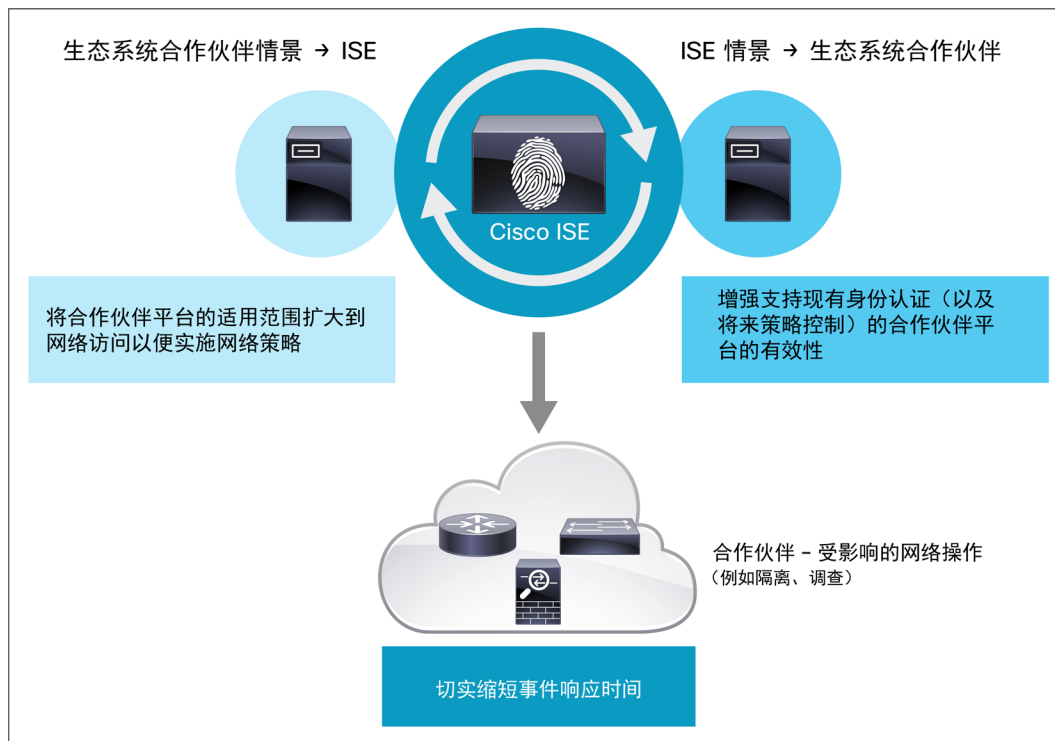 生态系统合作伙伴情景 → ISE
ISE 情景 → 生态系统合作伙伴
Cisco ISE
将合作伙伴平台的适用范围扩大到
网络访问以便实施网络策略
增强支持现有身份认证（以及
将来策略控制）的合作伙伴平
台的有效性
合作伙伴 – 受影响的网络操作
（例如隔离、调查）
切实缩短事件响应时间